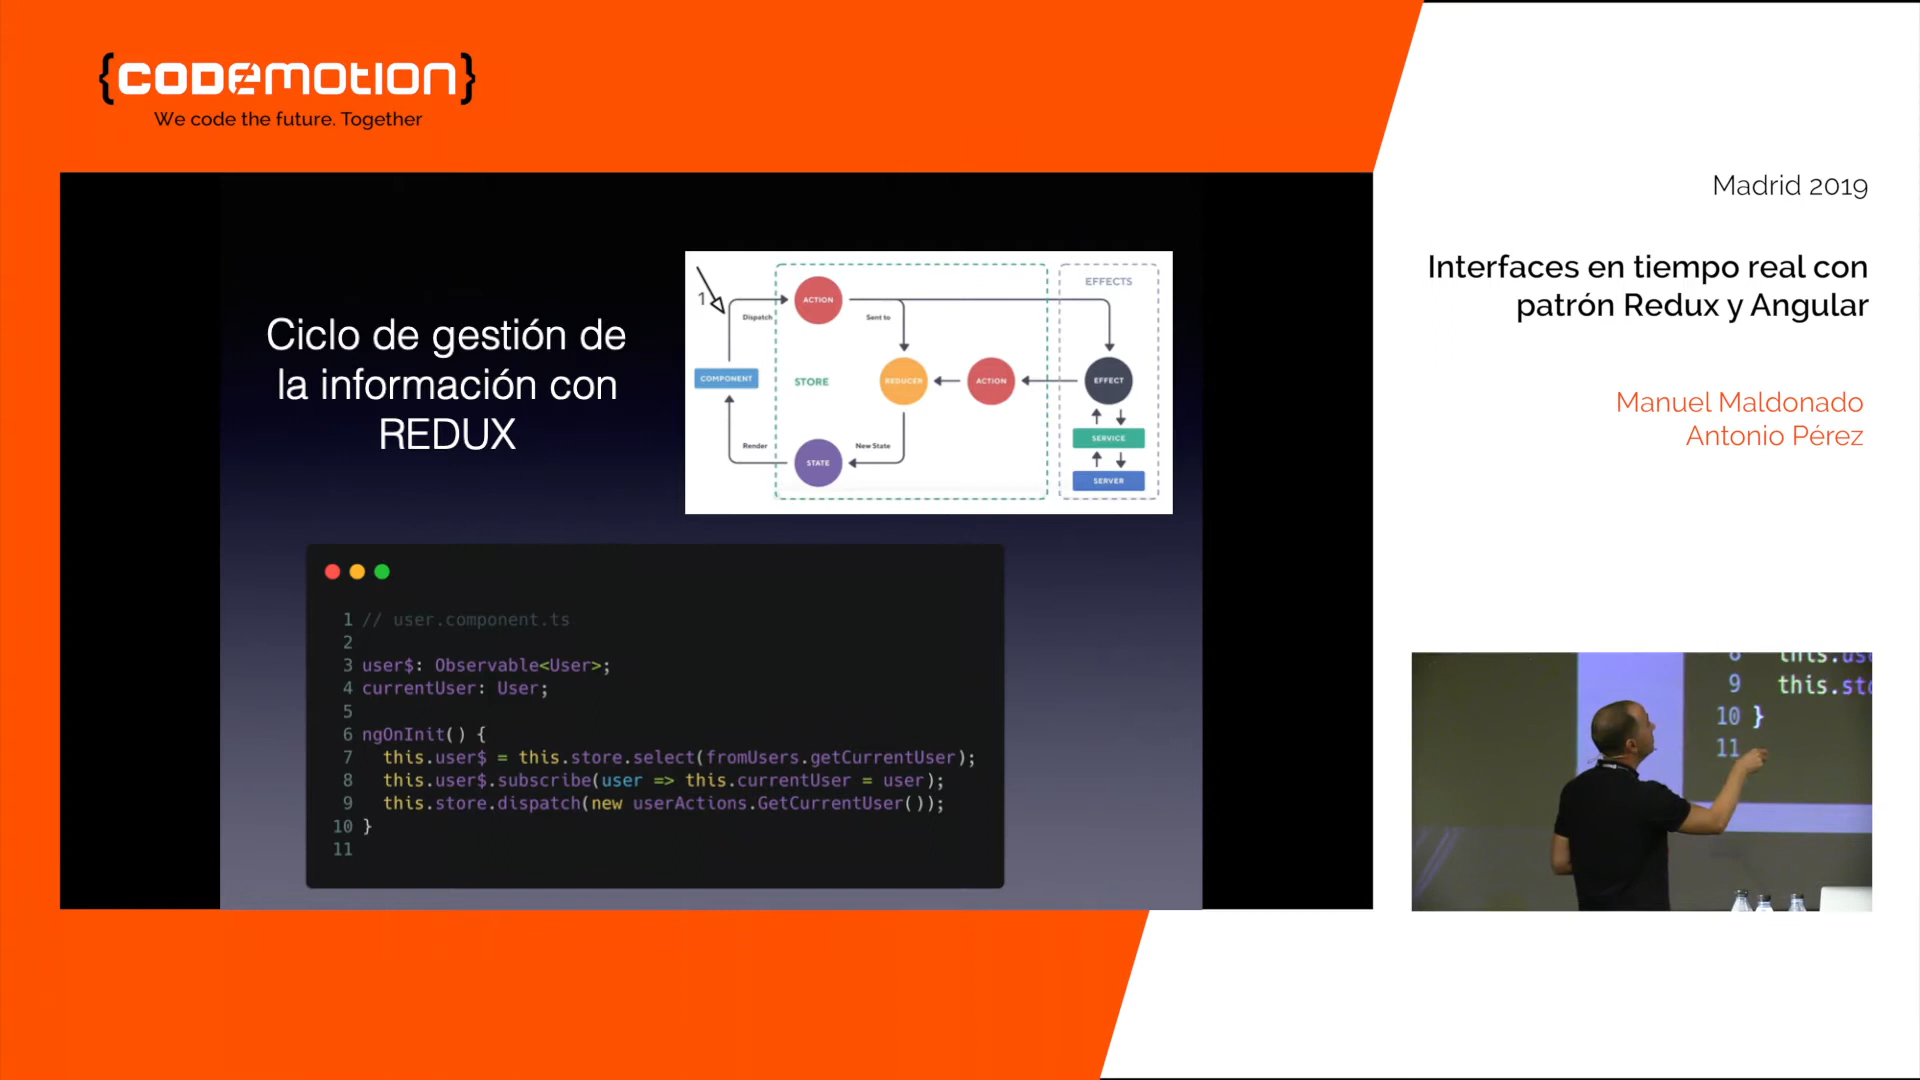 {CODEMOTION}
We code the future. Together
Madrid 2019
Interfaces en tiempo real con
patrón Redux y Angular
Manuel Maldonado
Antonio Pérez
Ciclo de gestión de
la información con
REDUX
1
ACTION
EFFECTS
Dispatch
Sent to
COMPONENT
STORE
REDUCER
ACTION
EFFECT
SERVICE
Render
New State
STATE
SERVER
1 // user.component.ts
2
3 user$: Observable<User>;
4 currentUser: User;
5
6 ngOnInit() {
7 this.user$ = this.store.select(fromUsers.getCurrentUser);
8 this.user$.subscribe(user => this.currentUser = user);
9 this.store.dispatch(new userActions.GetCurrentUser());
10 }
11
8 this.us
9 this.sto
10 }
11